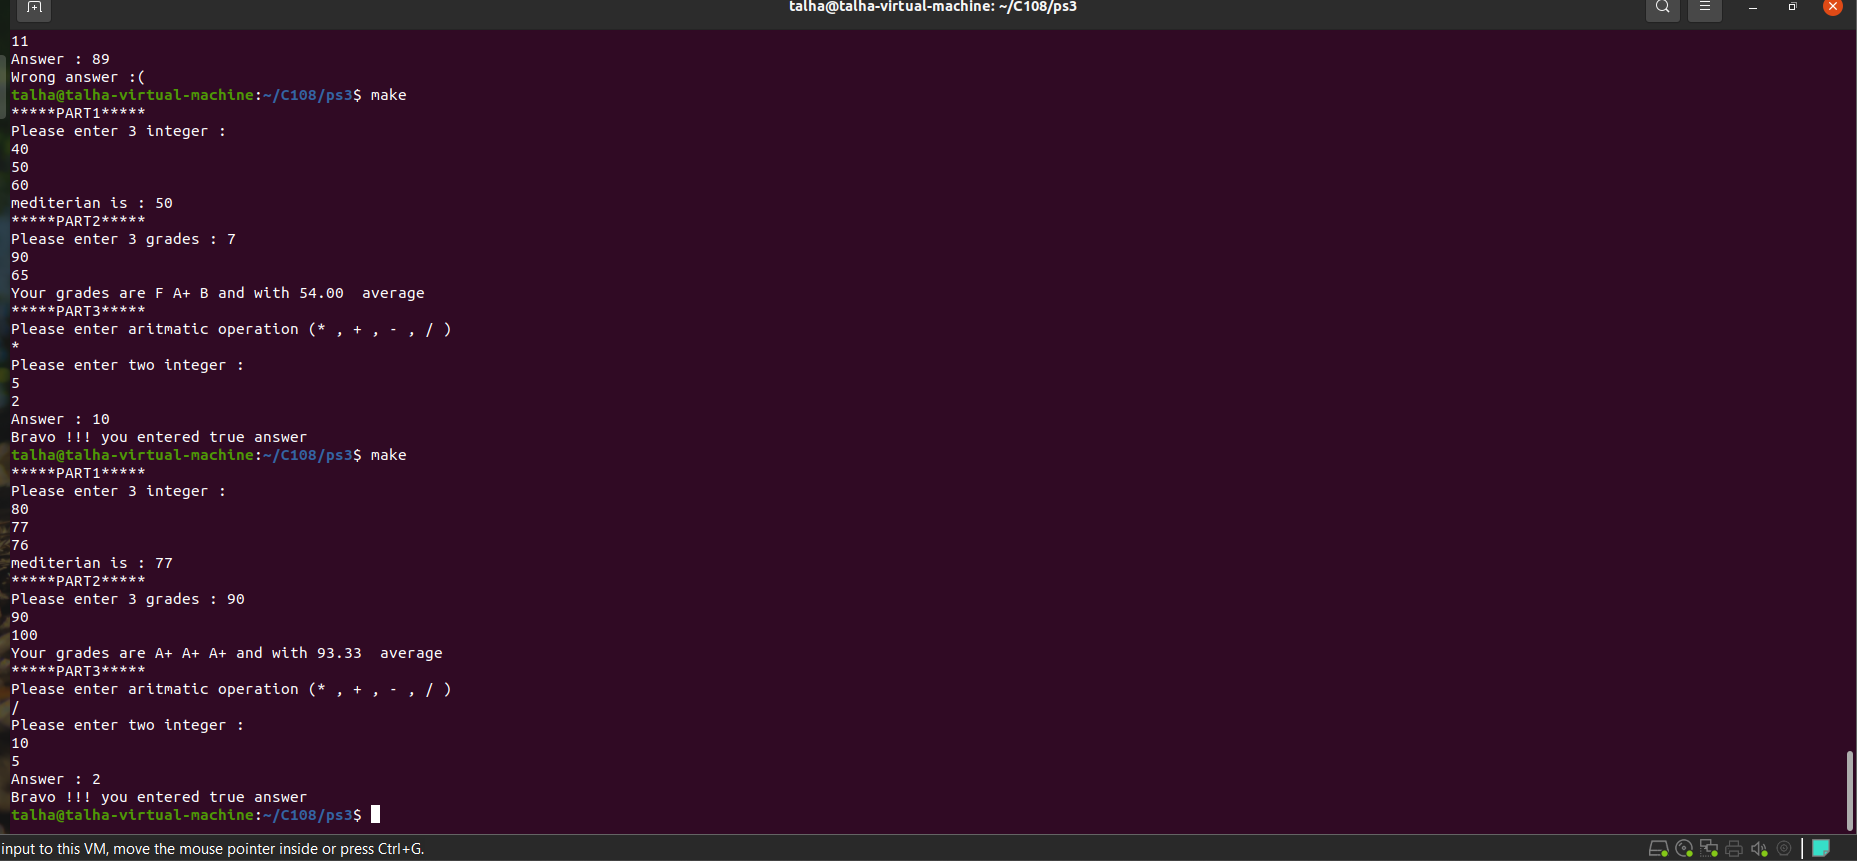 talha@talha-virtual-machine: ~/C108/ps3
11
Answer : 89
Wrong answer :(
talha@talha-virtual-machine:~/C108/ps3$ make
*****PART1*****
Please enter 3 integer :
40
50
60
mediterian is : 50
*****PART2*****
Please enter 3 grades : 7
90
65
Your grades are F A+ B and with 54.00  average
*****PART3*****
Please enter aritmatic operation (* , + , - , / )
*
Please enter two integer :
5
2
Answer : 10
Bravo !!! you entered true answer
talha@talha-virtual-machine:~/C108/ps3$ make
*****PART1*****
Please enter 3 integer :
80
77
76
mediterian is : 77
*****PART2*****
Please enter 3 grades : 90
90
100
Your grades are A+ A+ A+ and with 93.33  average
*****PART3*****
Please enter aritmatic operation (* , + , - , / )
/
Please enter two integer :
10
5
Answer : 2
Bravo !!! you entered true answer
talha@talha-virtual-machine:~/C108/ps3$
input to this VM, move the mouse pointer inside or press Ctrl+G.